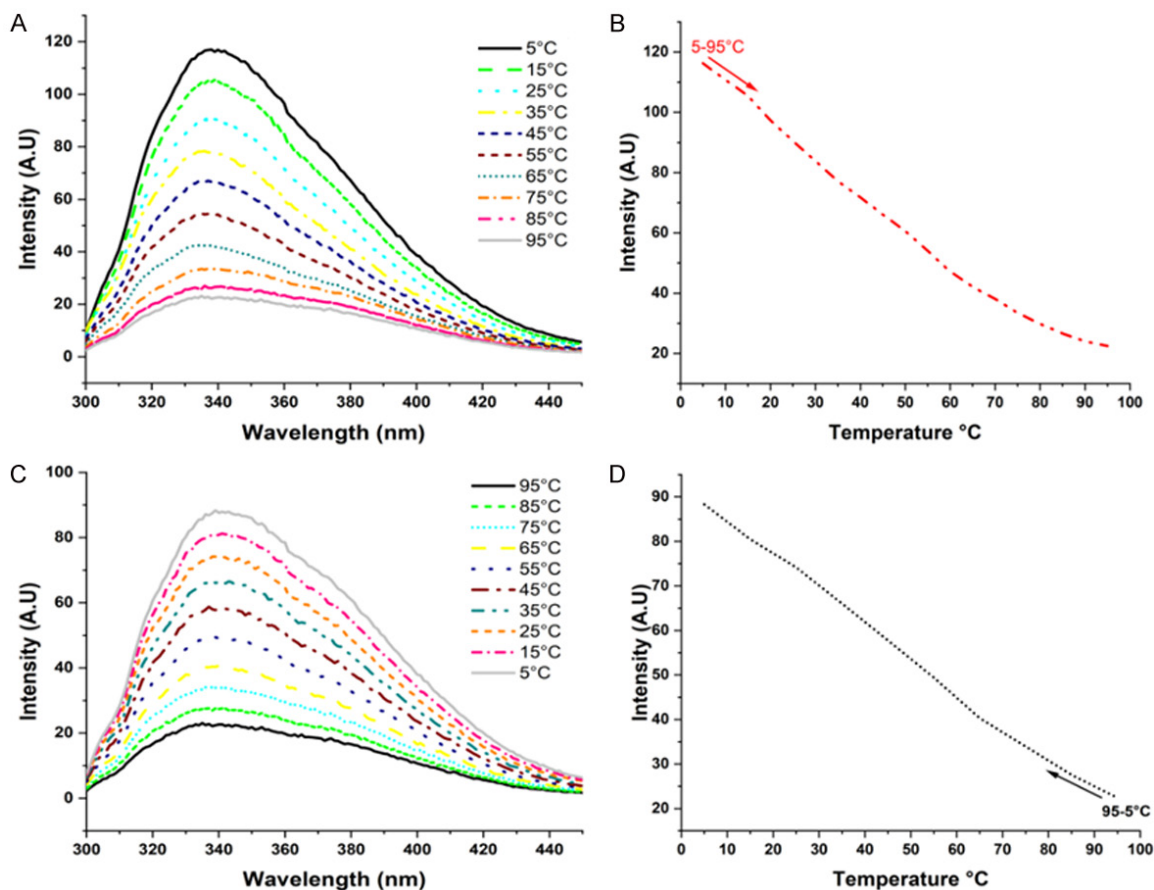 A
120
100
80
60
40
20
0
Intensity (A.U)
300 320 340 360 380 400 420 440
Wavelength (nm)
5°C
15°C
25°C
35°C
45°C
55°C
65°C
75°C
85°C
95°C
B
5-95°C
120
100
80
60
40
20
Intensity (A.U)
0 10 20 30 40 50 60 70 80 90 100
Temperature °C
C
100
80
60
40
20
0
Intensity (A.U)
300 320 340 360 380 400 420 440
Wavelength (nm)
95°C
85°C
75°C
65°C
55°C
45°C
35°C
25°C
15°C
5°C
D
90
80
70
60
50
40
30
20
Intensity (A.U)
95-5°C
0 10 20 30 40 50 60 70 80 90 100
Temperature °C